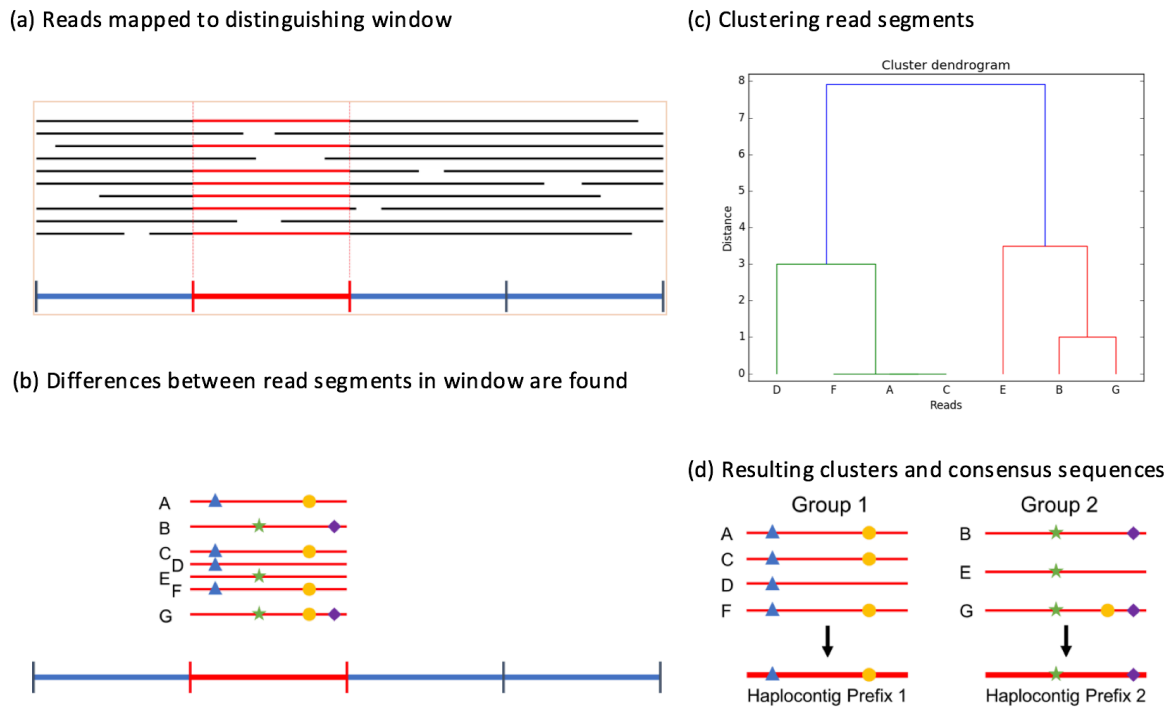 (a) Reads mapped to distinguishing window
(b) Differences between read segments in window are found
A
B
C
D
E
F
G
(c) Clustering read segments
Cluster dendrogram
8
7
6
5
4
3
2
1
0
Distance
D F A C E B G
Reads
(d) Resulting clusters and consensus sequences
Group 1
A
C
D
F
Haplocontig Prefix 1
Group 2
B
E
G
Haplocontig Prefix 2